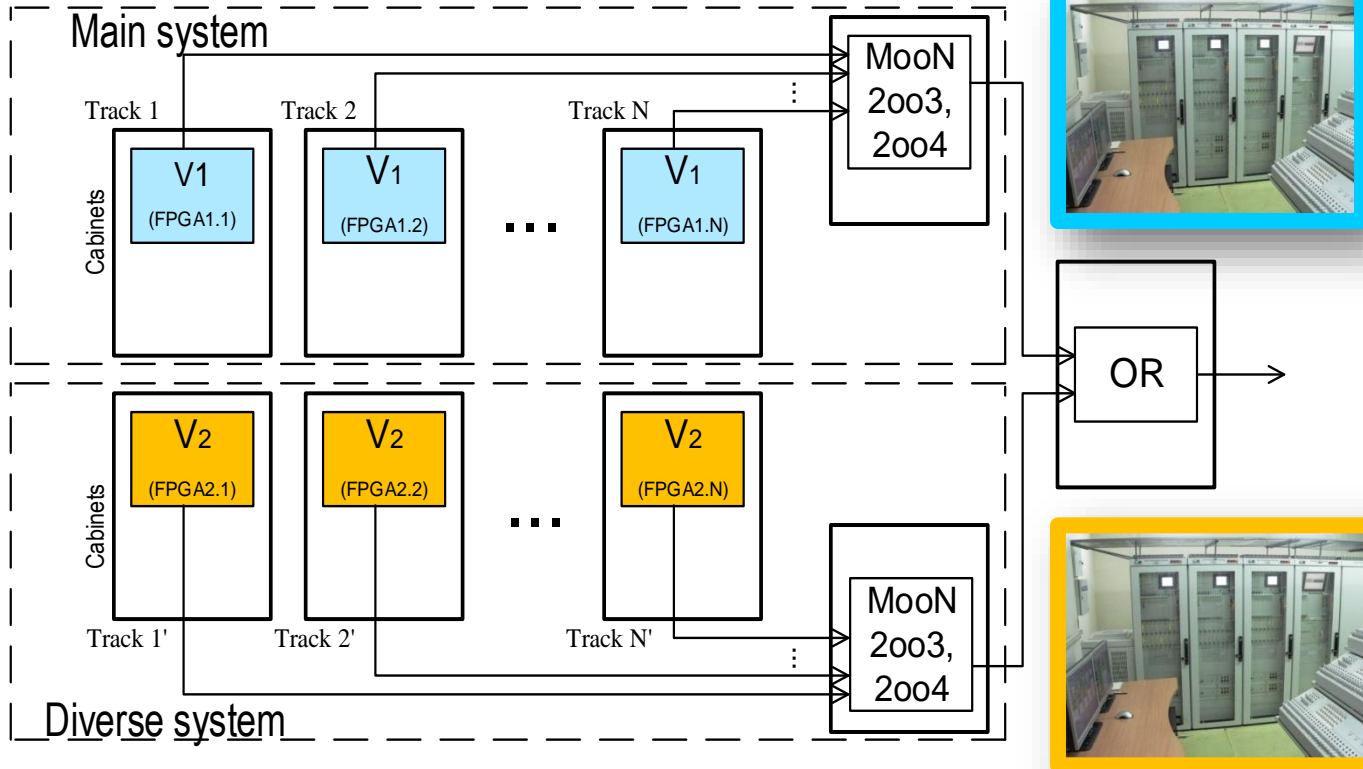 Main system
Track 1
Track 2
Track N
Cabinets
V1
(FPGA1.1)
V1
(FPGA1.2)
...
V1
(FPGA1.N)
...
MooN
2oo3,
2oo4
OR
Cabinets
V2
(FPGA2.1)
V2
(FPGA2.2)
...
V2
(FPGA2.N)
Track 1'
Track 2'
Track N'
...
MooN
2oo3,
2oo4
Diverse system